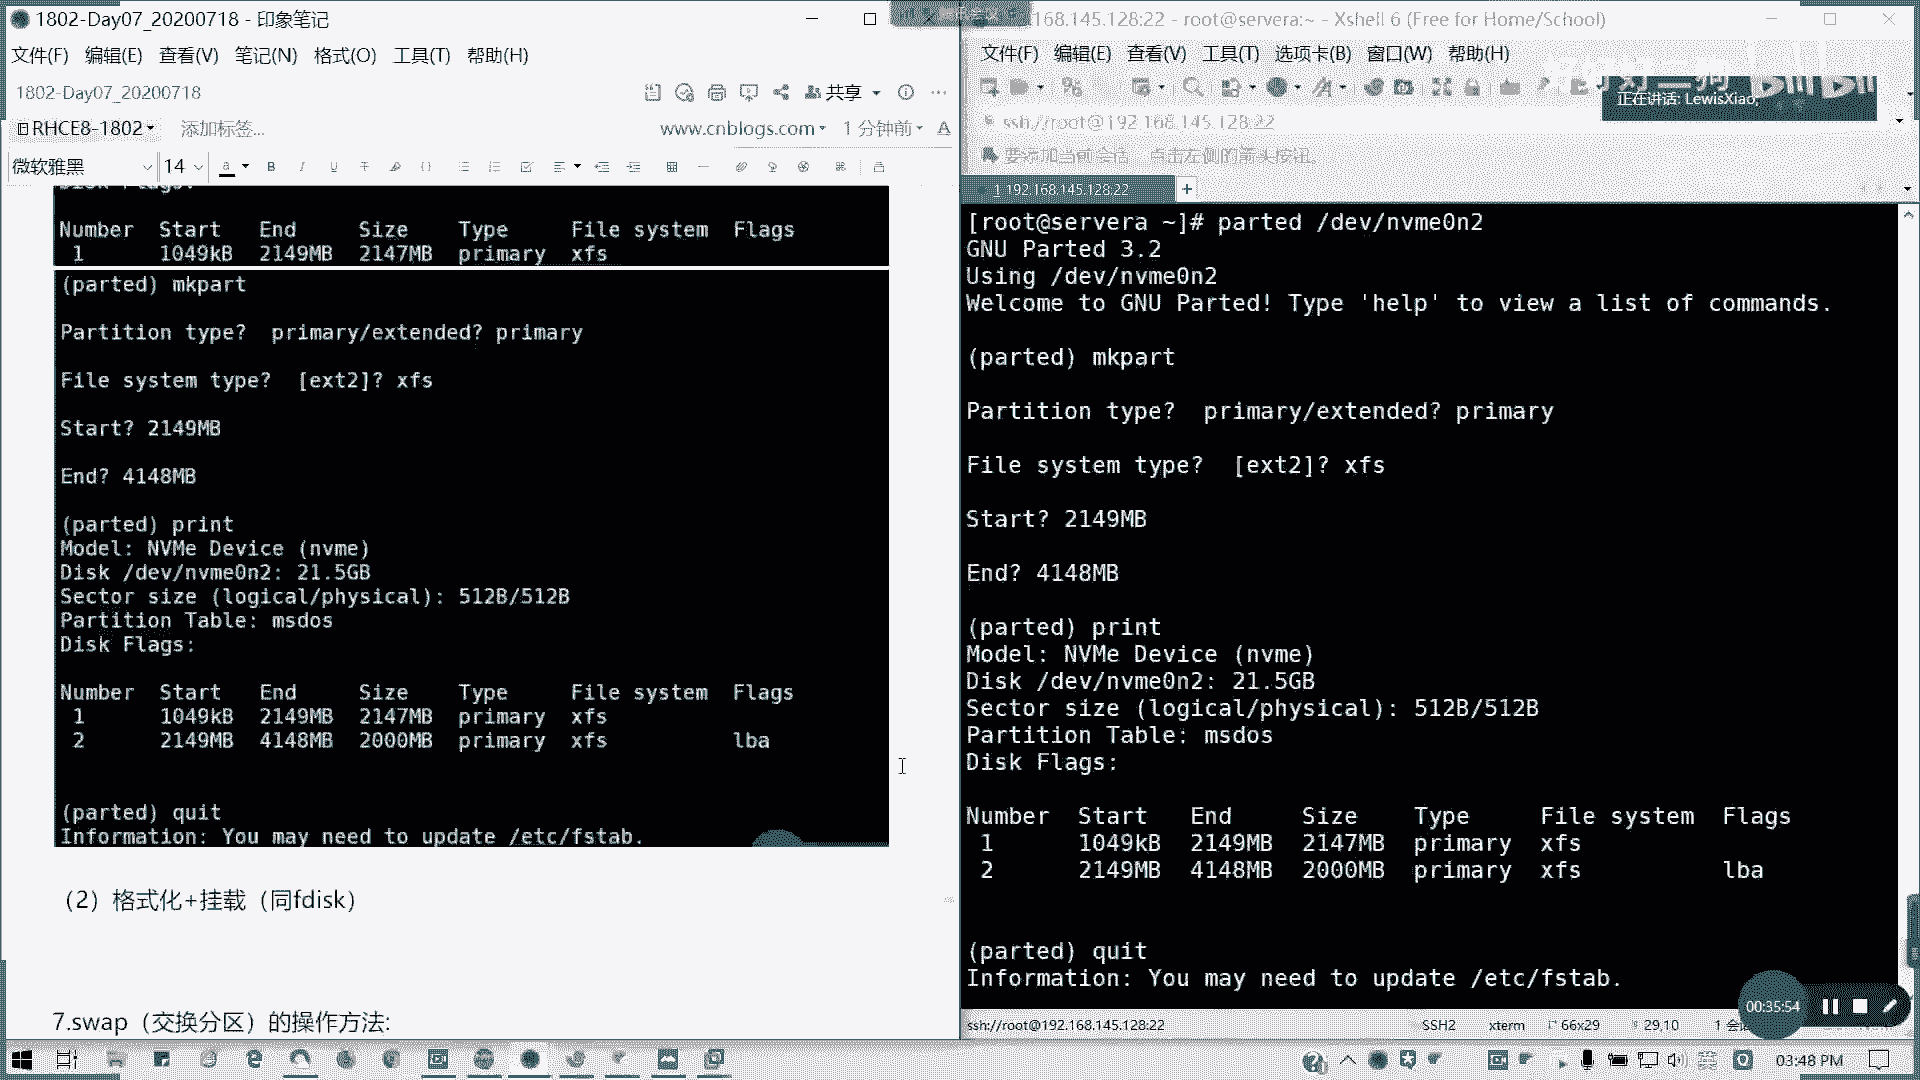 1802-Day07_20200718 - 印象笔记
文件(F) 编辑(E) 查看(V) 笔记(N) 格式(O) 工具(T) 帮助(H)
1802-Day07_20200718
共享
RHCE8-1802
添加标签...
www.cnblogs.com
1 分钟前
微软雅黑
14
Number Start End Size Type File system Flags
1 1049kB 2149MB 2147MB primary xfs
(parted) mkpart
Partition type? primary/extended? primary
File system type? [ext2]? xfs
Start? 2149MB
End? 4148MB
(parted) print
Model: NVMe Device (nvme)
Disk /dev/nvme0n2: 21.5GB
Sector size (logical/physical): 512B/512B
Partition Table: msdos
Disk Flags:
Number Start End Size Type File system Flags
1 1049kB 2149MB 2147MB primary xfs
2 2149MB 4148MB 2000MB primary xfs lba
(parted) quit
Information: You may need to update /etc/fstab.
（2）格式化+挂载（同fdisk）
7.swap（交换分区）的操作方法:
168.145.128:22 - root@servera:~ - Xshell 6 (Free for Home/School)
文件(F) 编辑(E) 查看(V) 工具(T) 选项卡(B) 窗口(W) 帮助(H)
正在讲话: LewisXiao;
ssh://root@192.168.145.128:22
要添加当前会话，点击左侧的箭头按钮。
1 192.168.145.128:22
[root@servera ~]# parted /dev/nvme0n2
GNU Parted 3.2
Using /dev/nvme0n2
Welcome to GNU Parted! Type 'help' to view a list of commands.
(parted) mkpart
Partition type? primary/extended? primary
File system type? [ext2]? xfs
Start? 2149MB
End? 4148MB
(parted) print
Model: NVMe Device (nvme)
Disk /dev/nvme0n2: 21.5GB
Sector size (logical/physical): 512B/512B
Partition Table: msdos
Disk Flags:
Number Start End Size Type File system Flags
1 1049kB 2149MB 2147MB primary xfs
2 2149MB 4148MB 2000MB primary xfs lba
(parted) quit
Information: You may need to update /etc/fstab.
00:35:54
ssh://root@192.168.145.128:22 SSH2 xterm 66x29 29,10 1 会
03:48 PM